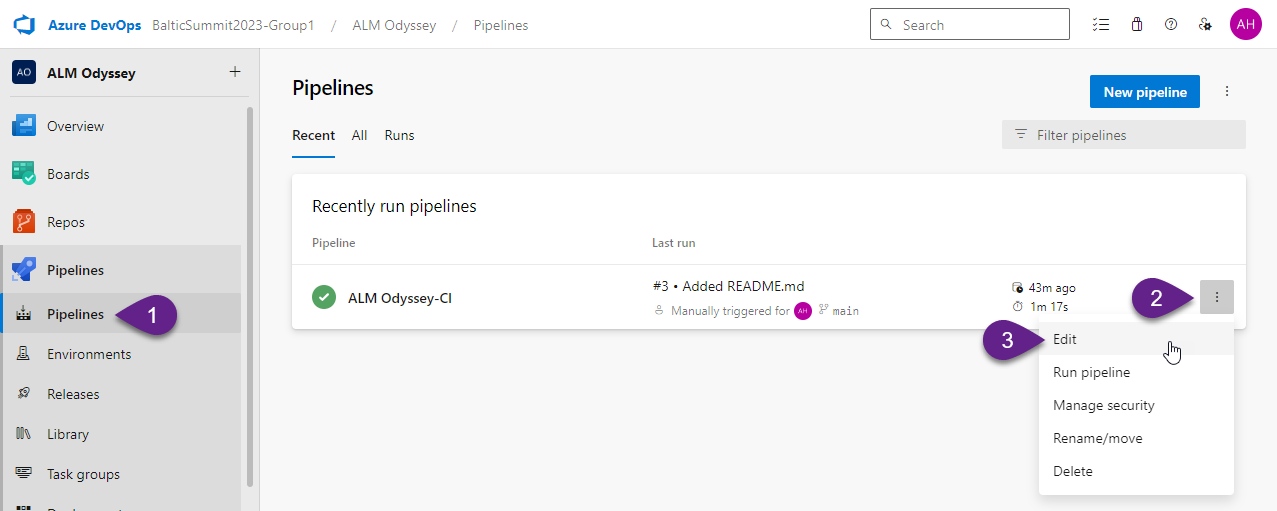 Azure DevOps BalticSummit2023-Group1 / ALM Odyssey / Pipelines
Search
AH
AO ALM Odyssey +
Overview
Boards
Repos
Pipelines
Pipelines
1
Environments
Releases
Library
Task groups
Pipelines
New pipeline
Recent All Runs
Filter pipelines
Recently run pipelines
Pipeline Last run
ALM Odyssey-CI
#3 • Added README.md
Manually triggered for AH main
43m ago
1m 17s
2
3
Edit
Run pipeline
Manage security
Rename/move
Delete